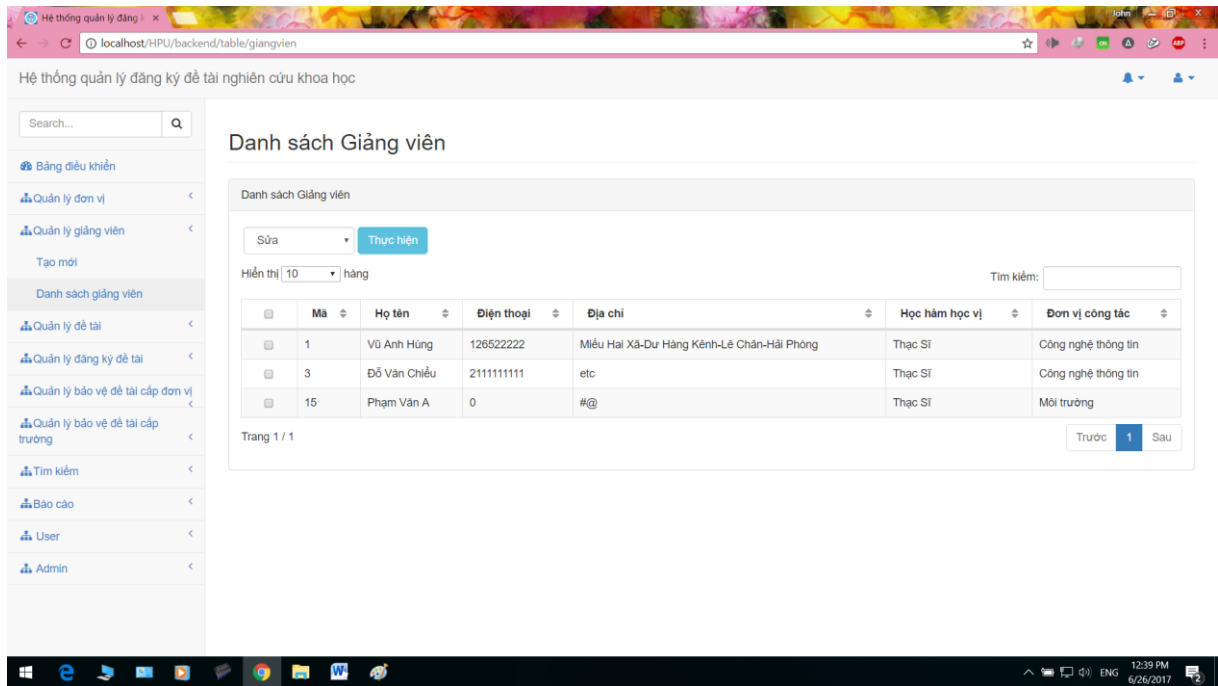 Hệ thống quản lý đăng k
John
localhost/HPU/backend/table/giangvien
Hệ thống quản lý đăng ký đề tài nghiên cứu khoa học
Search...
Bảng điều khiển
Quản lý đơn vị
Quản lý giảng viên
Tạo mới
Danh sách giảng viên
Quản lý đề tài
Quản lý đăng ký đề tài
Quản lý bảo vệ đề tài cấp đơn vị
Quản lý bảo vệ đề tài cấp
trường
Tìm kiếm
Báo cáo
User
Admin
Danh sách Giảng viên
Danh sách Giảng viên
Sửa Thực hiện
Hiển thị 10 hàng Tìm kiếm:
Mã Họ tên Điện thoại Địa chỉ Học hàm học vị Đơn vị công tác
1 Vũ Anh Hùng 126522222 Miếu Hai Xã-Dư Hàng Kênh-Lê Chân-Hải Phòng Thạc Sĩ Công nghệ thông tin
3 Đỗ Văn Chiểu 2111111111 etc Thạc Sĩ Công nghệ thông tin
15 Phạm Văn A 0 #@ Thạc Sĩ Môi trường
Trang 1 / 1 Trước 1 Sau
ENG 12:39 PM
6/26/2017